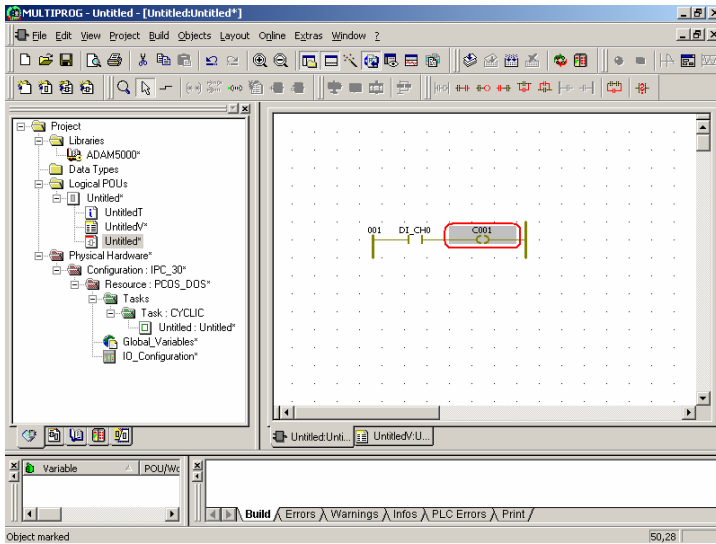 MULTIPROG - Untitled - [Untitled:Untitled*]
File Edit View Project Build Objects Layout Online Extras Window ?
Project
Libraries
ADAM5000*
Data Types
Logical POUs
Untitled*
UntitledT
UntitledV*
Untitled*
Physical Hardware*
Configuration : IPC_30*
Resource : PCOS_DOS*
Tasks
Task : CYCLIC
Untitled : Untitled*
Global_Variables*
IO_Configuration*
001 DI_CH0 C001
Untitled:Unti... UntitledV:U...
Variable POU/Wo
Build Errors Warnings Infos PLC Errors Print
Object marked 50,28